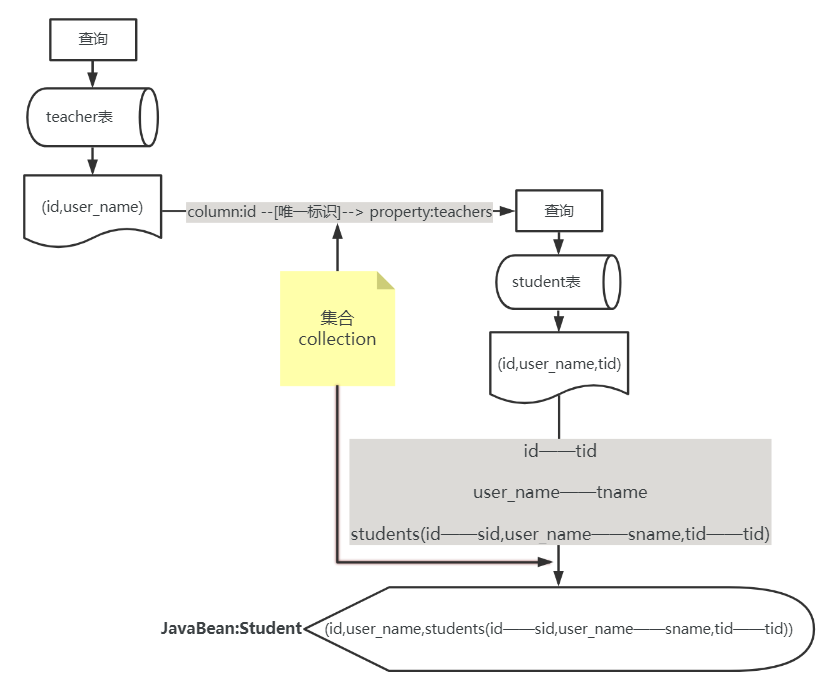 查询
teacher表
(id,user_name)
column:id --[唯一标识]--> property:teachers
查询
student表
(id,user_name,tid)
集合
collection
id——tid
user_name——tname
students(id——sid,user_name——sname,tid——tid)
JavaBean:Student
(id,user_name,students(id——sid,user_name——sname,tid——tid))